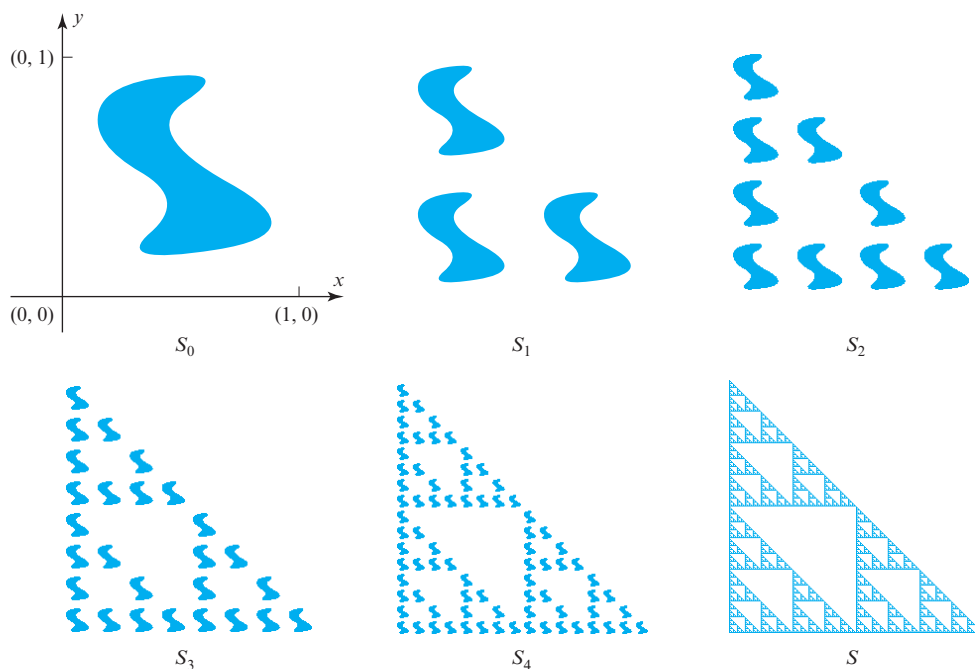 y
(0, 1)
x
(0, 0)
(1, 0)
S₀
S₁
S₂
S₃
S₄
S